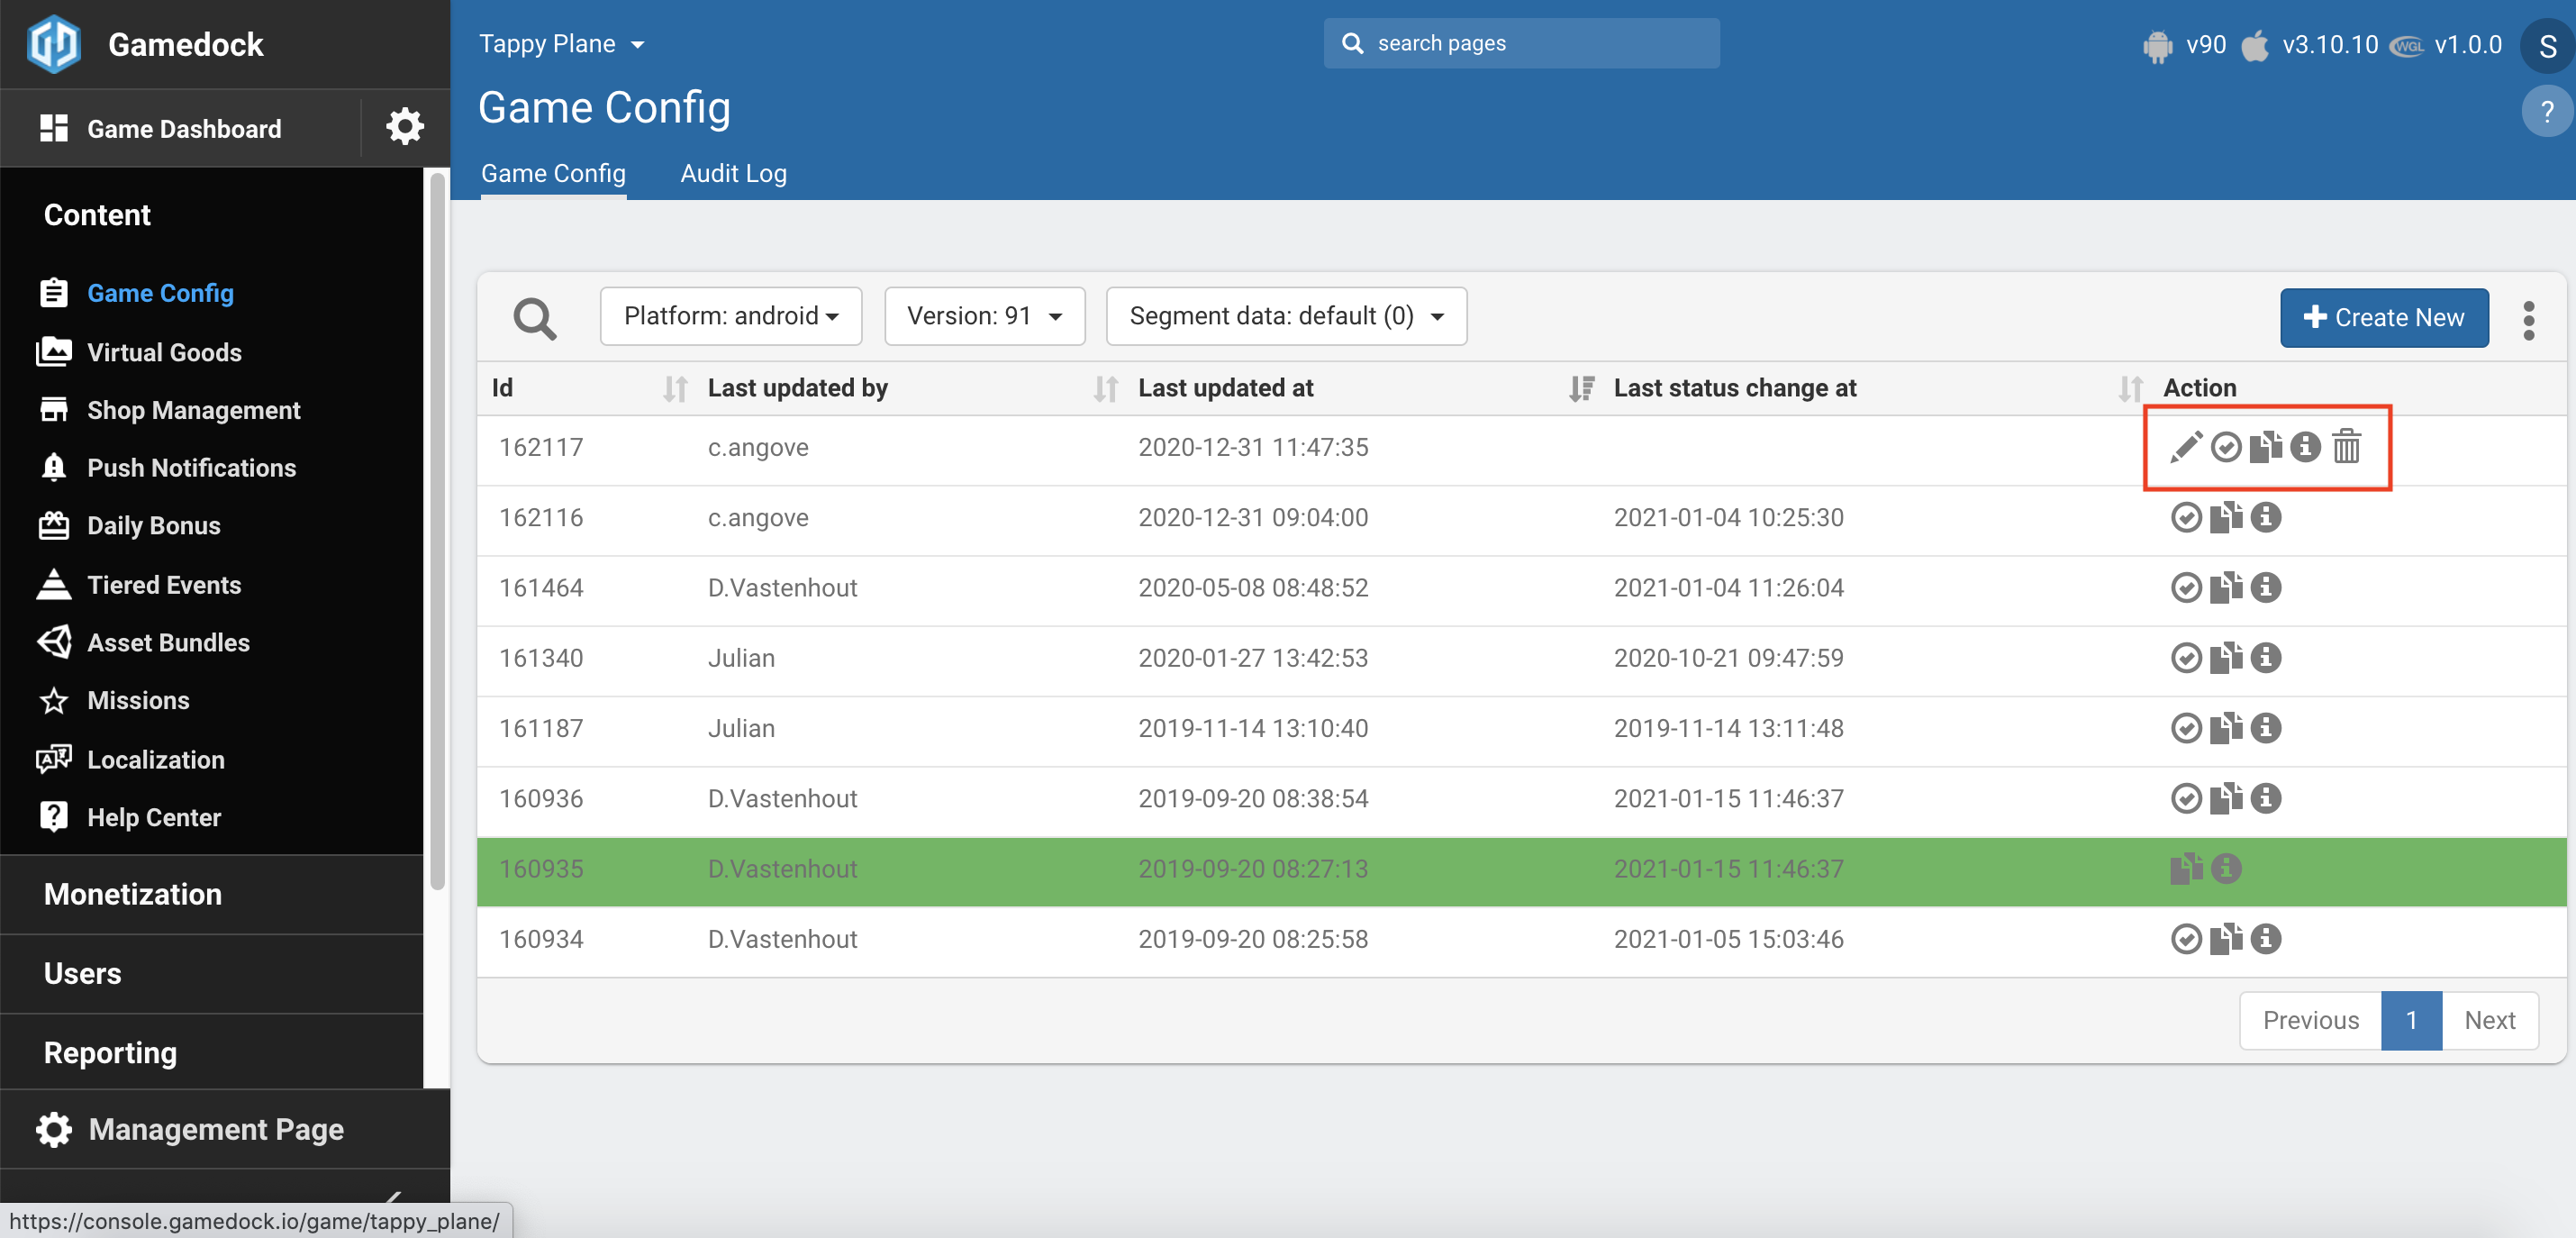 Gamedock
Game Dashboard
Content
Game Config
Virtual Goods
Shop Management
Push Notifications
Daily Bonus
Tiered Events
Asset Bundles
Missions
Localization
Help Center
Monetization
Users
Reporting
Management Page
https://console.gamedock.io/game/tappy_plane/
Tappy Plane
search pages
v90 v3.10.10 WGL v1.0.0 S
Game Config
?
Game Config Audit Log
Platform: android Version: 91 Segment data: default (0) Create New
Id Last updated by Last updated at Last status change at Action
162117 c.angove 2020-12-31 11:47:35
162116 c.angove 2020-12-31 09:04:00 2021-01-04 10:25:30
161464 D.Vastenhout 2020-05-08 08:48:52 2021-01-04 11:26:04
161340 Julian 2020-01-27 13:42:53 2020-10-21 09:47:59
161187 Julian 2019-11-14 13:10:40 2019-11-14 13:11:48
160936 D.Vastenhout 2019-09-20 08:38:54 2021-01-15 11:46:37
160935 D.Vastenhout 2019-09-20 08:27:13 2021-01-15 11:46:37
160934 D.Vastenhout 2019-09-20 08:25:58 2021-01-05 15:03:46
Previous 1 Next